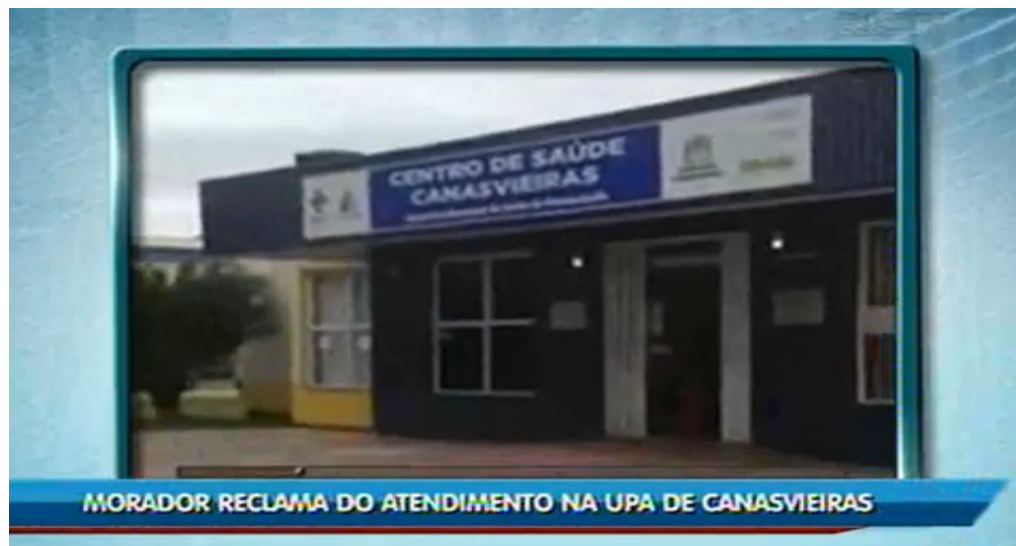 CENTRO DE SAÚDE
CANASVIEIRAS
MORADOR RECLAMA DO ATENDIMENTO NA UPA DE CANASVIEIRAS